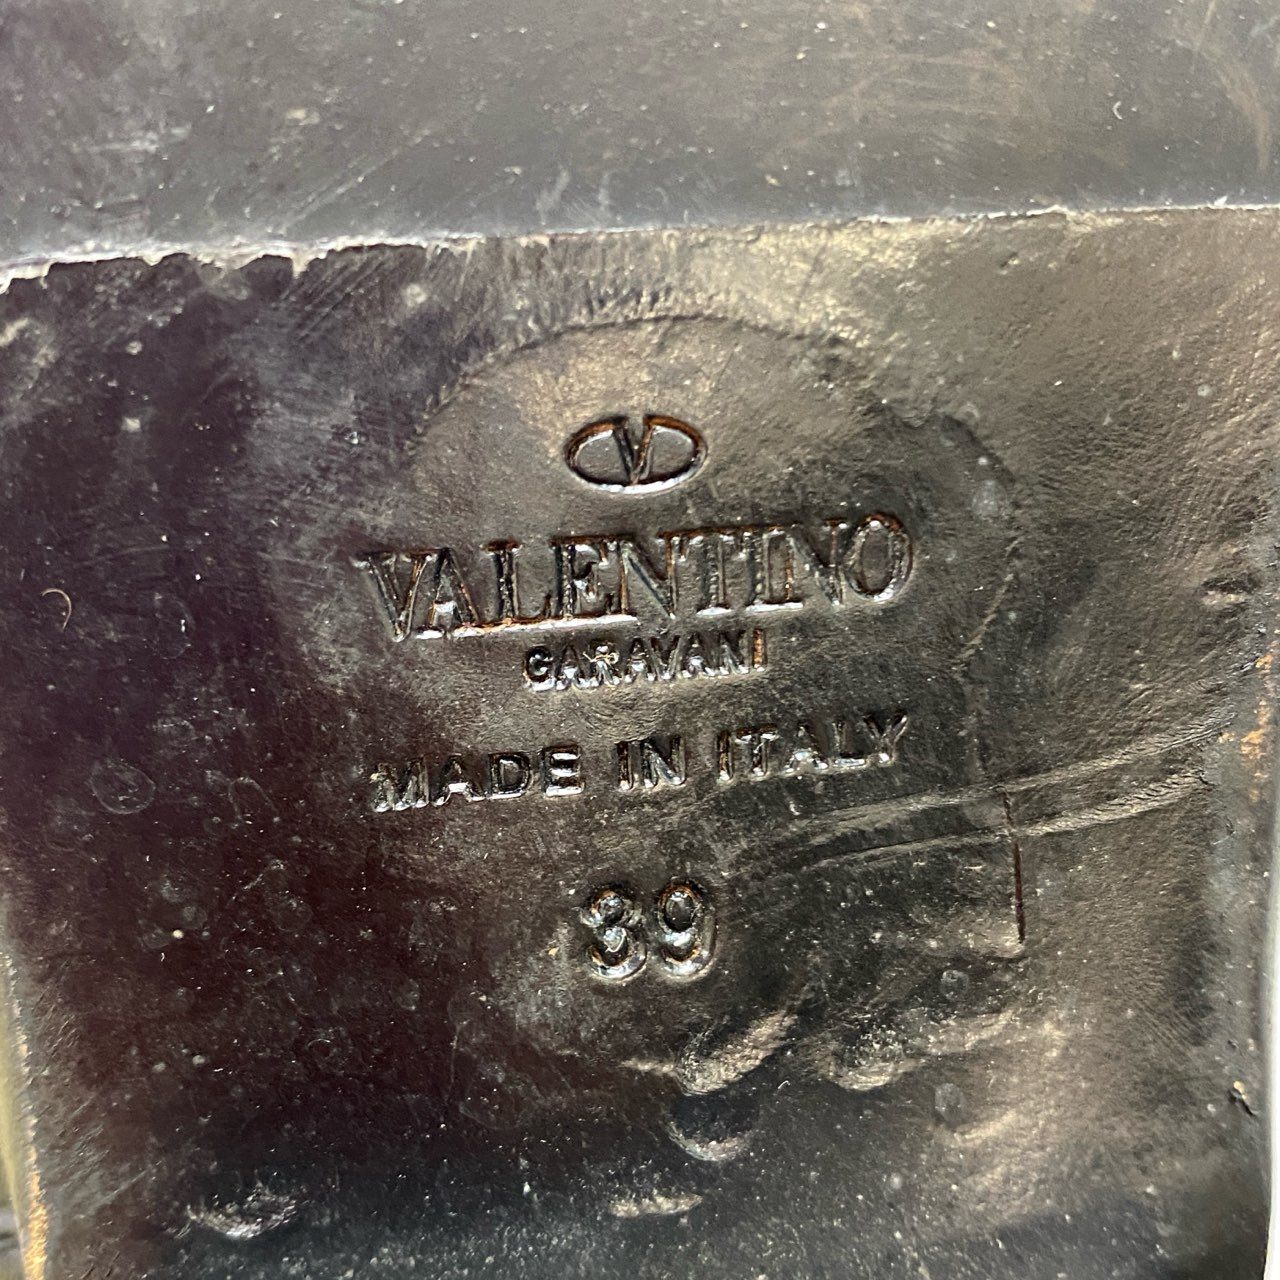 V
VALENTINO
GARAVANI
MADE IN ITALY
39